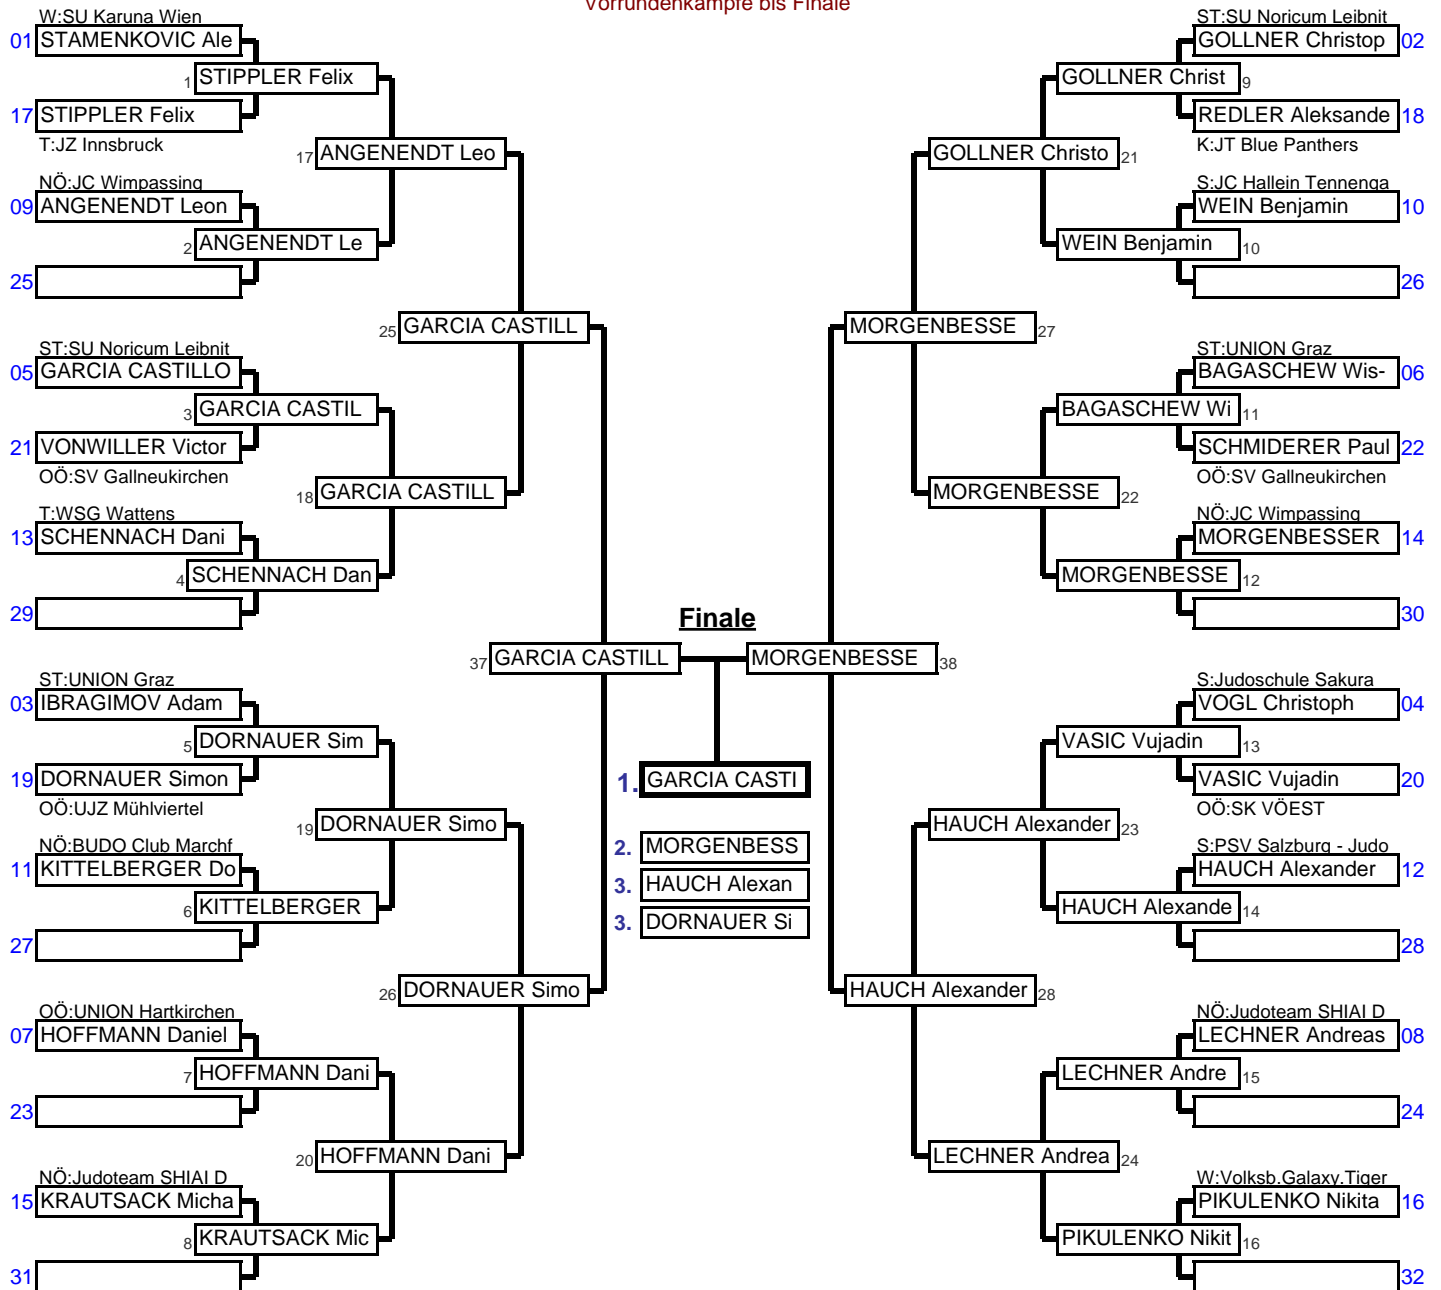 Vorrundenkämpfe bis Finale
W:SU Karuna Wien
01 STAMENKOVIC Ale
1 STIPPLER Felix
17 STIPPLER Felix
T:JZ Innsbruck
17 ANGENENDT Leo
NÖ:JC Wimpassing
09 ANGENENDT Leon
2 ANGENENDT Le
25
25 GARCIA CASTILL
ST:SU Noricum Leibnit
05 GARCIA CASTILLO
3 GARCIA CASTIL
21 VONWILLER Victor
OÖ:SV Gallneukirchen
18 GARCIA CASTILL
T:WSG Wattens
13 SCHENNACH Dani
4 SCHENNACH Dan
29
37 GARCIA CASTILL
ST:UNION Graz
03 IBRAGIMOV Adam
5 DORNAUER Sim
19 DORNAUER Simon
OÖ:UJZ Mühlviertel
19 DORNAUER Simo
NÖ:BUDO Club Marchf
11 KITTELBERGER Do
6 KITTELBERGER
27
26 DORNAUER Simo
OÖ:UNION Hartkirchen
07 HOFFMANN Daniel
7 HOFFMANN Dani
23
20 HOFFMANN Dani
NÖ:Judoteam SHIAI D
15 KRAUTSACK Micha
8 KRAUTSACK Mic
31
Finale
1. GARCIA CASTI
2. MORGENBESS
3. HAUCH Alexan
3. DORNAUER Si
ST:SU Noricum Leibnit
GOLLNER Christop 02
GOLLNER Christ 9
REDLER Aleksande 18
K:JT Blue Panthers
GOLLNER Christo 21
S:JC Hallein Tennenga
WEIN Benjamin 10
WEIN Benjamin 10
26
MORGENBESSE 27
ST:UNION Graz
BAGASCHEW Wis- 06
BAGASCHEW Wi 11
SCHMIDERER Paul 22
OÖ:SV Gallneukirchen
MORGENBESSE 22
NÖ:JC Wimpassing
MORGENBESSER 14
MORGENBESSE 12
30
MORGENBESSE 38
S:Judoschule Sakura
VOGL Christoph 04
VASIC Vujadin 13
VASIC Vujadin 20
OÖ:SK VÖEST
HAUCH Alexander 23
S:PSV Salzburg - Judo
HAUCH Alexander 12
HAUCH Alexande 14
28
HAUCH Alexander 28
NÖ:Judoteam SHIAI D
LECHNER Andreas 08
LECHNER Andre 15
24
LECHNER Andrea 24
W:Volksb.Galaxy.Tiger
PIKULENKO Nikita 16
PIKULENKO Nikit 16
32